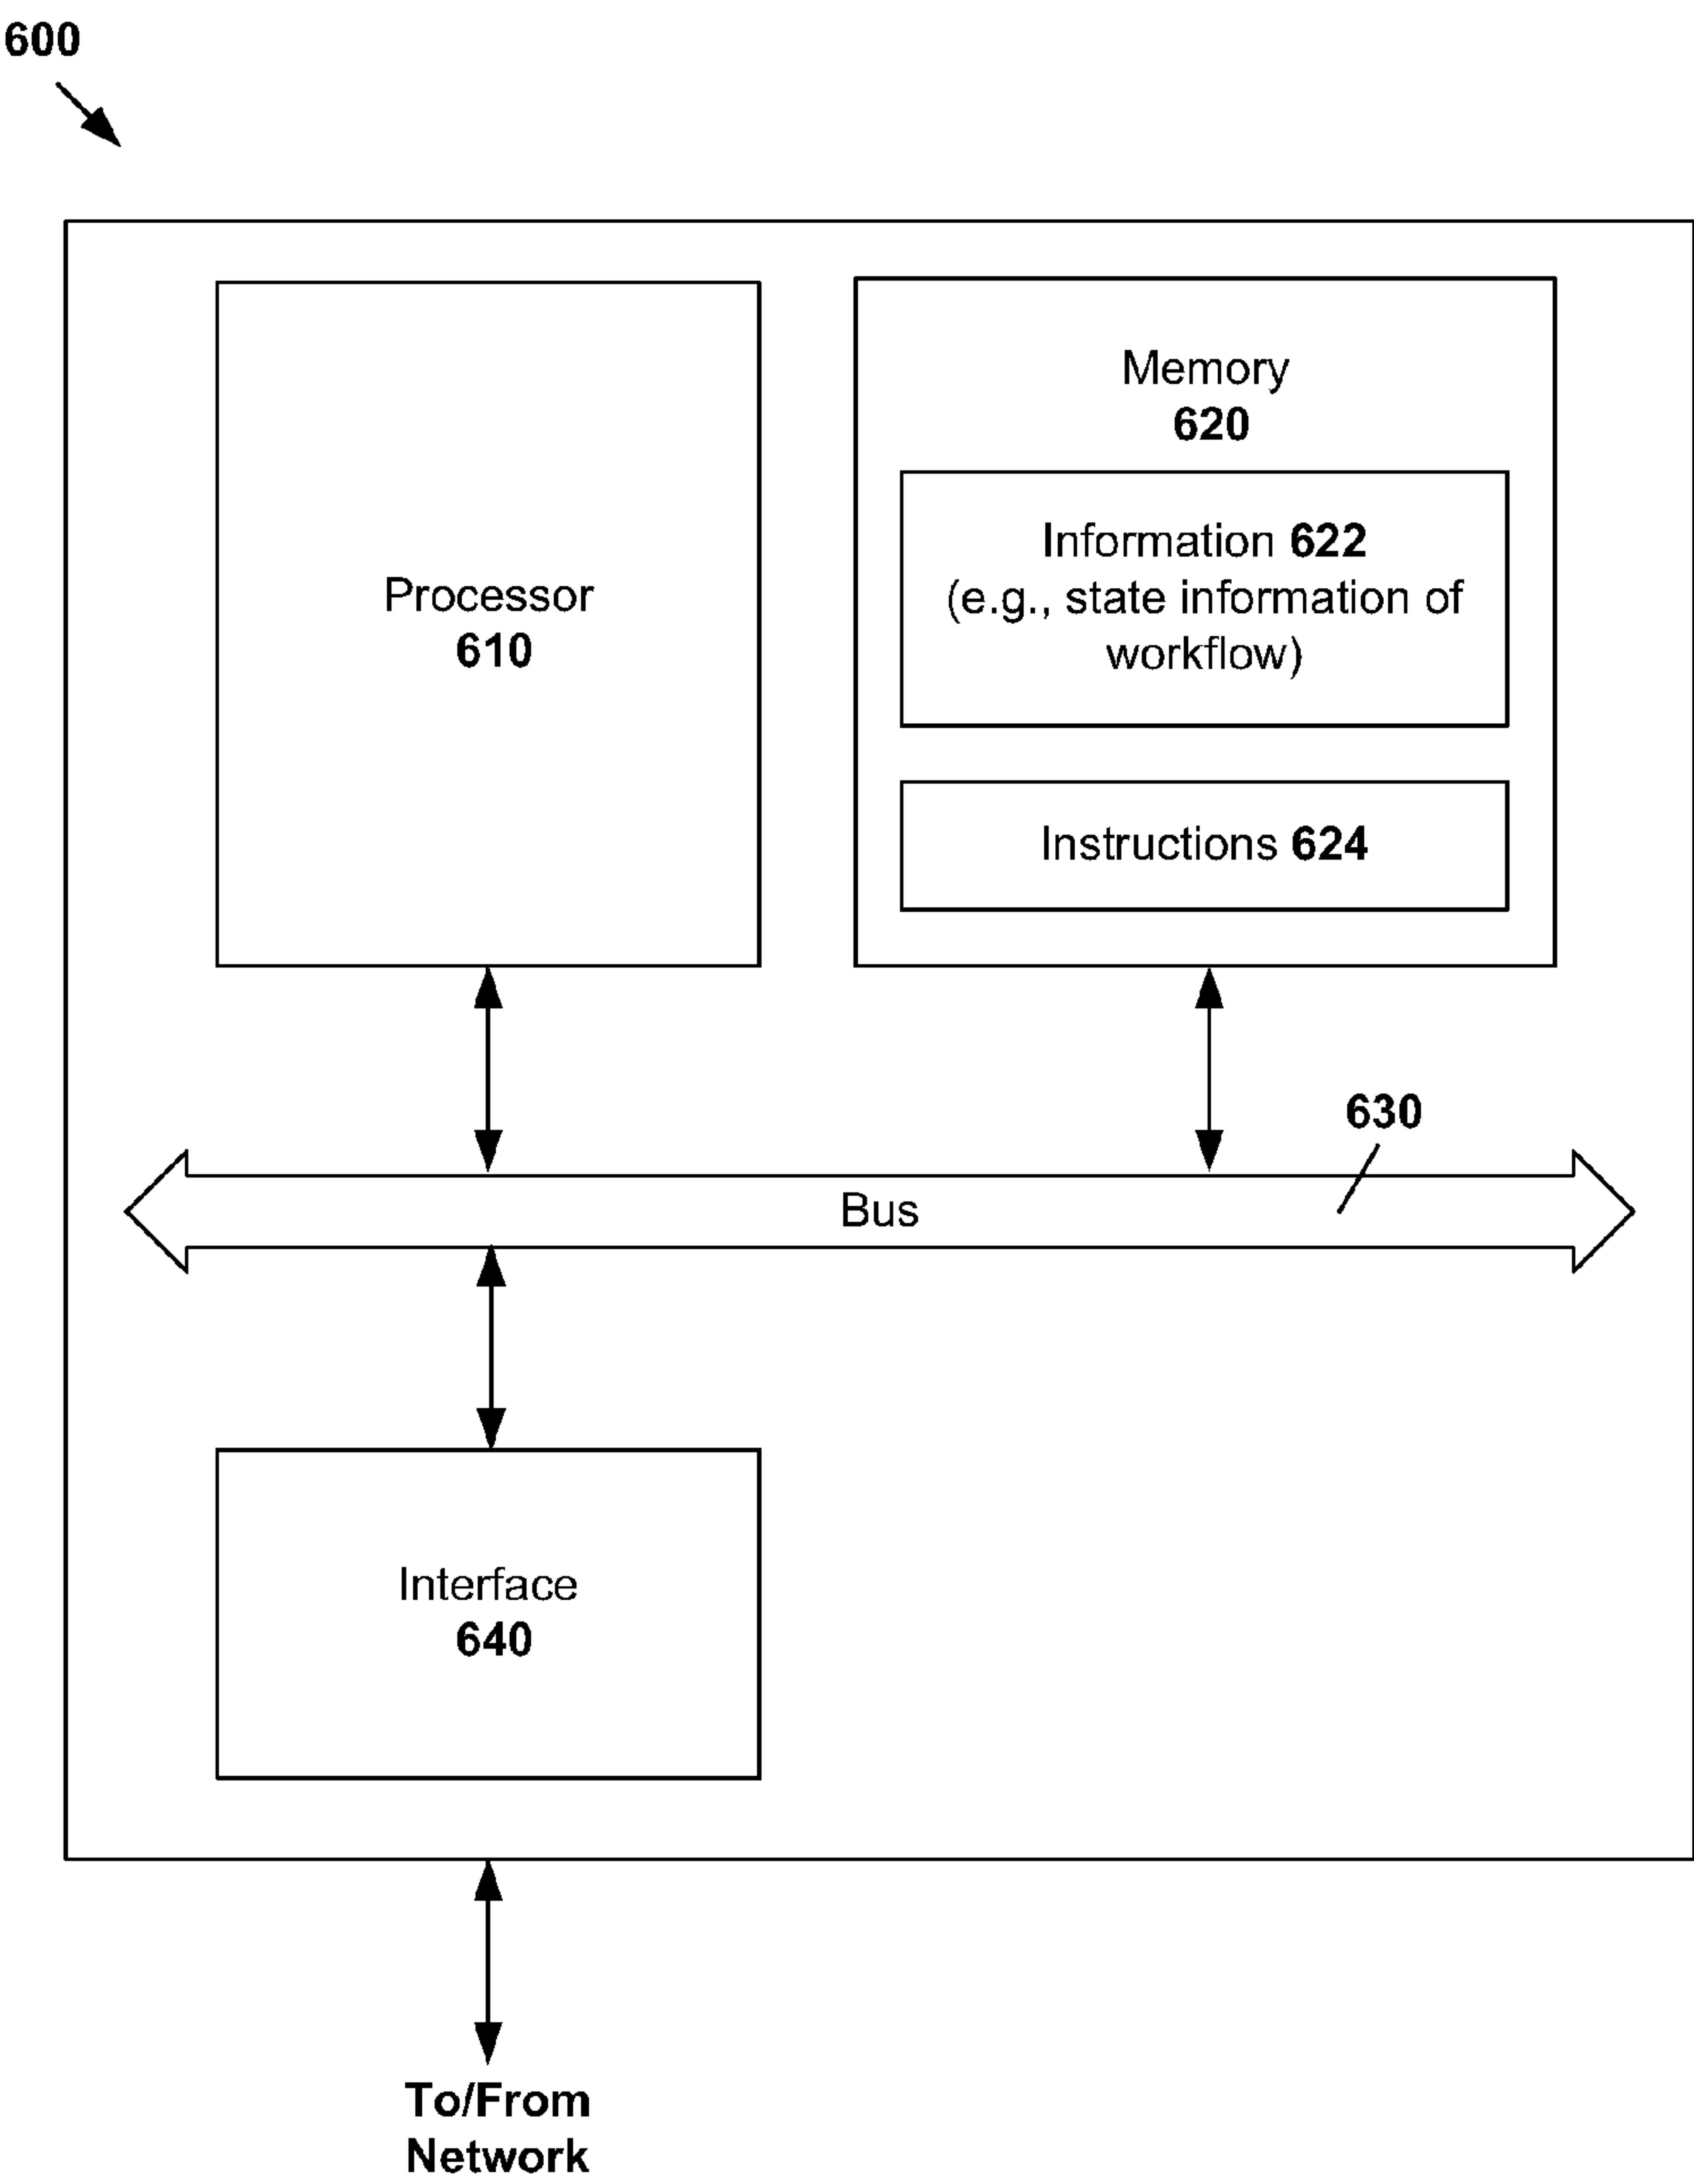 600
Processor
610
Memory
620
Information 622
(e.g., state information of
workflow)
Instructions 624
630
Bus
Interface
640
To/From
Network